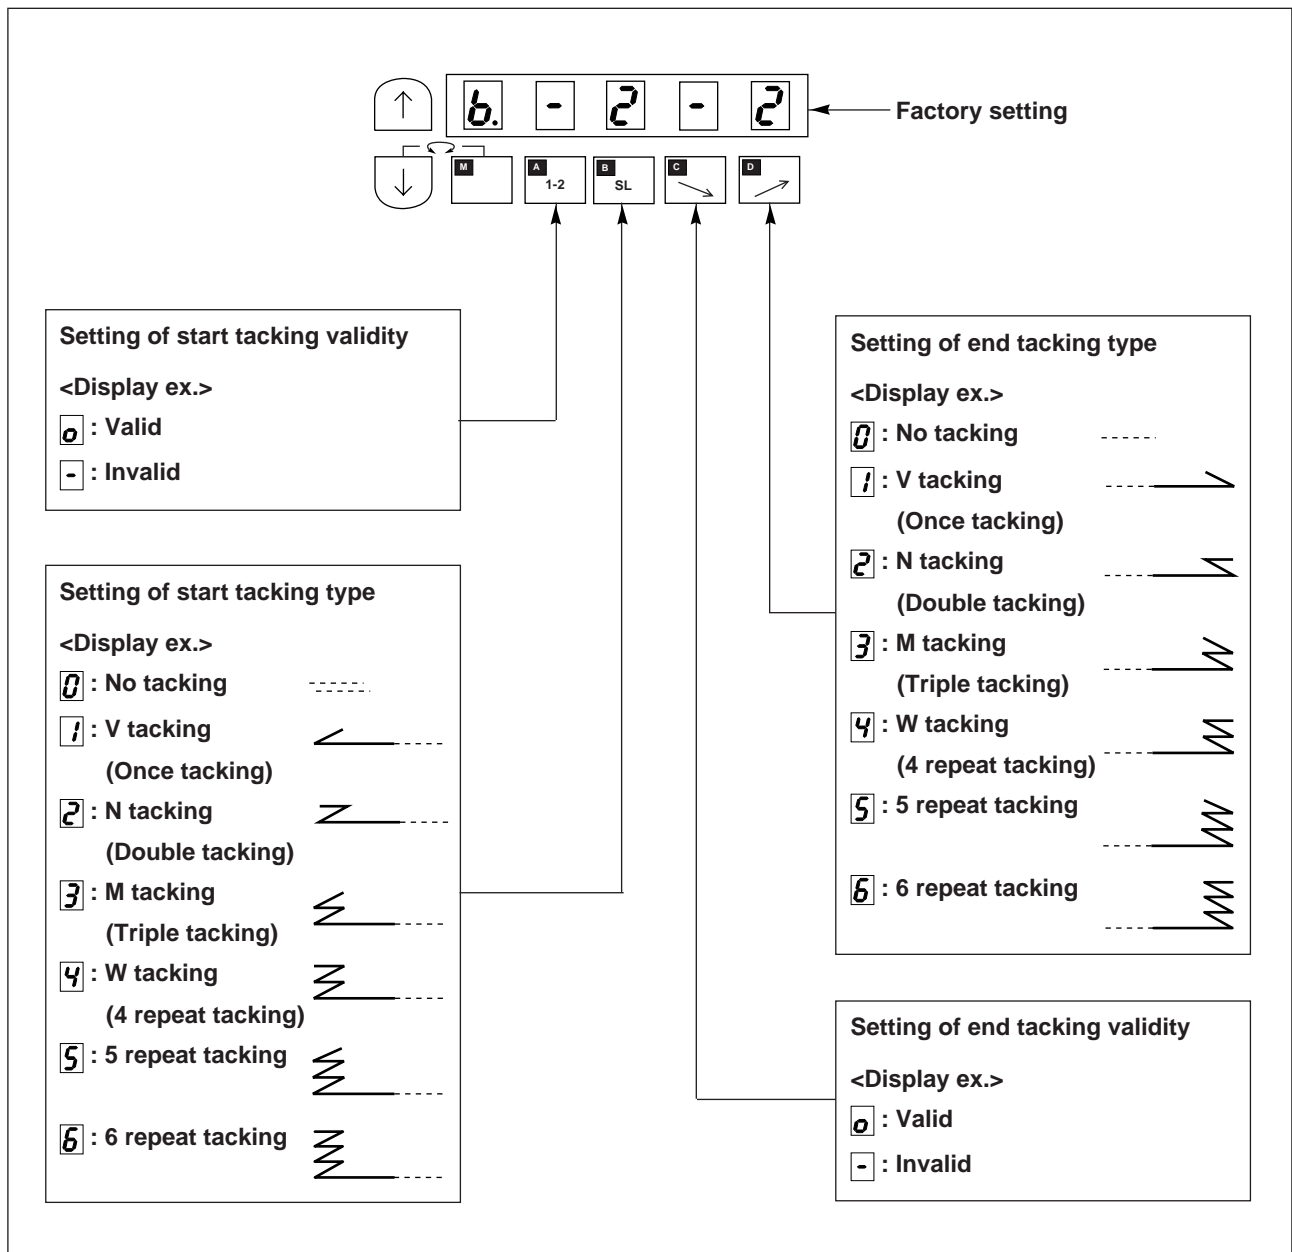 ↑ b. - 2 - 2 Factory setting
↓ M A 1-2 B SL C D
Setting of start tacking validity
<Display ex.>
o : Valid
- : Invalid
Setting of start tacking type
<Display ex.>
0 : No tacking
1 : V tacking
(Once tacking)
2 : N tacking
(Double tacking)
3 : M tacking
(Triple tacking)
4 : W tacking
(4 repeat tacking)
5 : 5 repeat tacking
6 : 6 repeat tacking
Setting of end tacking type
<Display ex.>
0 : No tacking
1 : V tacking
(Once tacking)
2 : N tacking
(Double tacking)
3 : M tacking
(Triple tacking)
4 : W tacking
(4 repeat tacking)
5 : 5 repeat tacking
6 : 6 repeat tacking
Setting of end tacking validity
<Display ex.>
o : Valid
- : Invalid